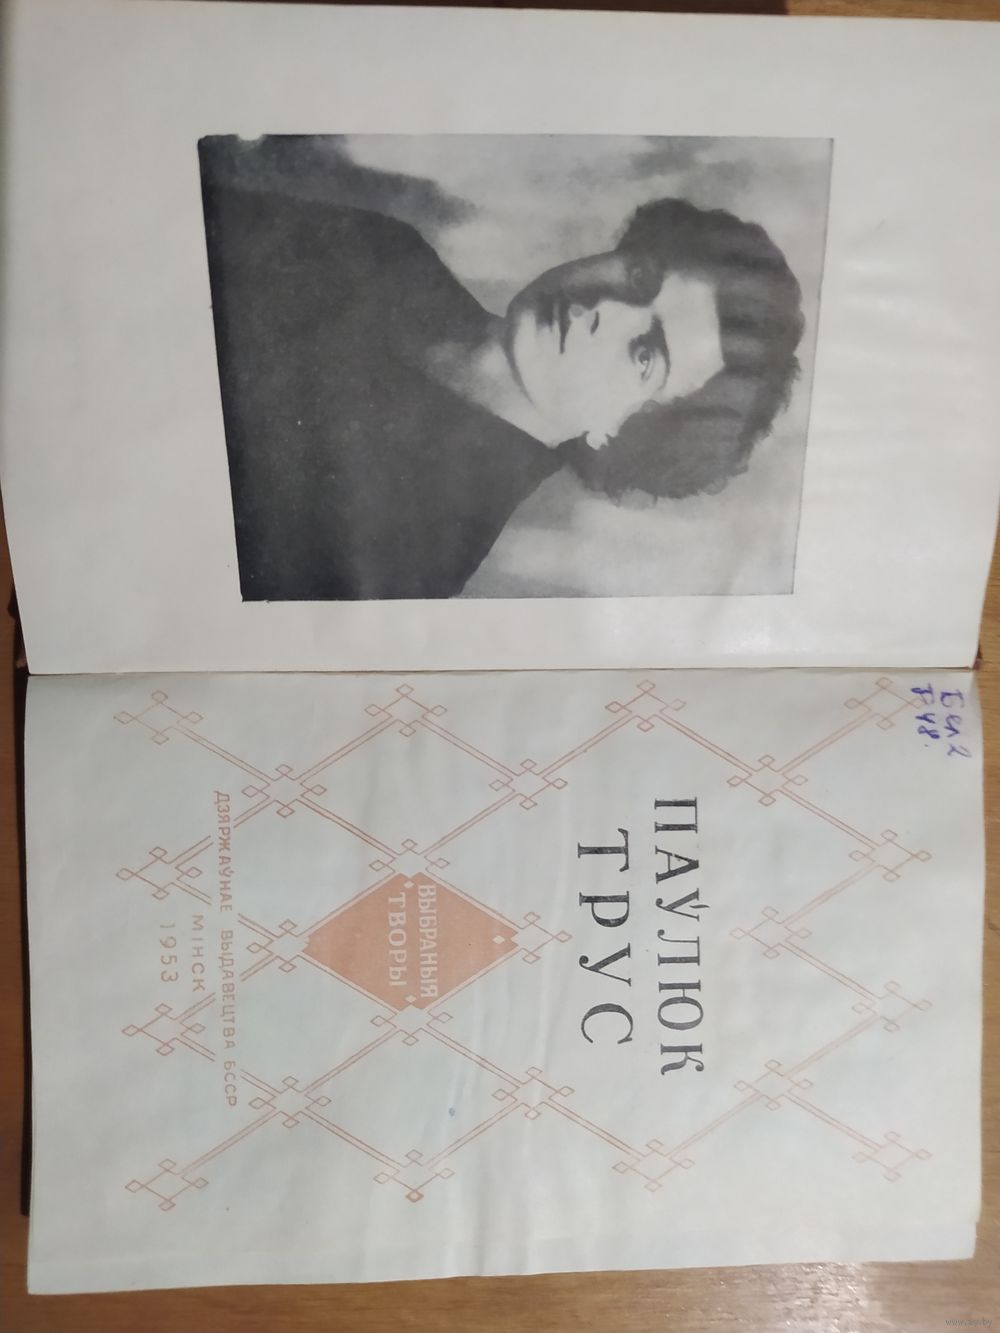 ПАЎЛЮК
ТРУС
ВЫБРАНЫЯ
ТВОРЫ
ДЗЯРЖАЎНАЕ ВЫДАВЕЦТВА БССР
МІНСК
1953